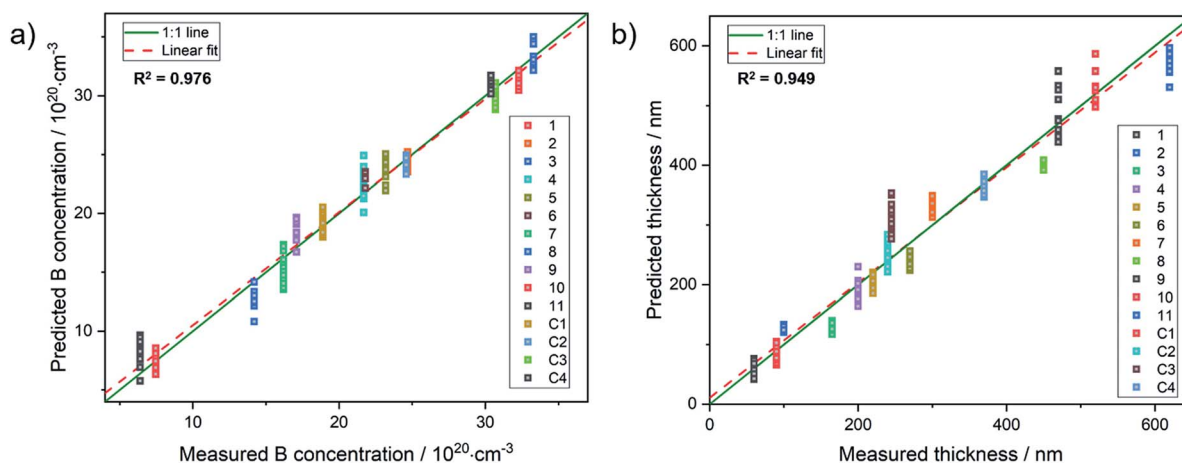 a)
1:1 line
Linear fit
R² = 0.976
Predicted B concentration / 10²⁰·cm⁻³
30
20
10
1
2
3
4
5
6
7
8
9
10
11
C1
C2
C3
C4
10
20
30
Measured B concentration / 10²⁰·cm⁻³
b)
1:1 line
Linear fit
R² = 0.949
Predicted thickness / nm
600
400
200
0
1
2
3
4
5
6
7
8
9
10
11
C1
C2
C3
C4
0
200
400
600
Measured thickness / nm